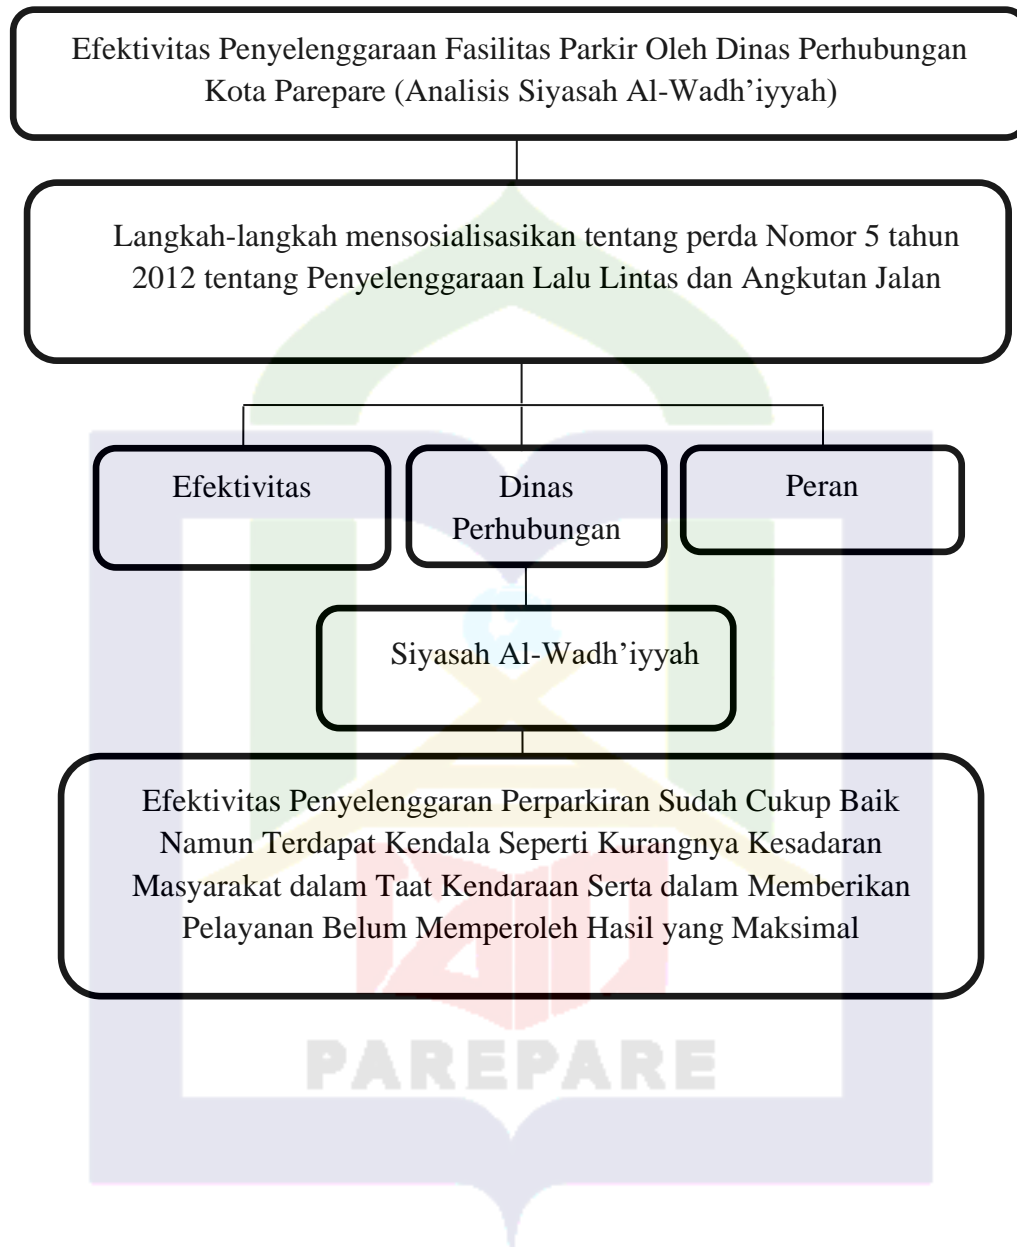 Efektivitas Penyelenggaraan Fasilitas Parkir Oleh Dinas Perhubungan
Kota Parepare (Analisis Siyasah Al-Wadh’iyyah)
Langkah-langkah mensosialisasikan tentang perda Nomor 5 tahun
2012 tentang Penyelenggaraan Lalu Lintas dan Angkutan Jalan
Efektivitas
Dinas
Perhubungan
Peran
Siyasah Al-Wadh’iyyah
Efektivitas Penyelenggaran Perparkiran Sudah Cukup Baik
Namun Terdapat Kendala Seperti Kurangnya Kesadaran
Masyarakat dalam Taat Kendaraan Serta dalam Memberikan
Pelayanan Belum Memperoleh Hasil yang Maksimal
PAREPARE